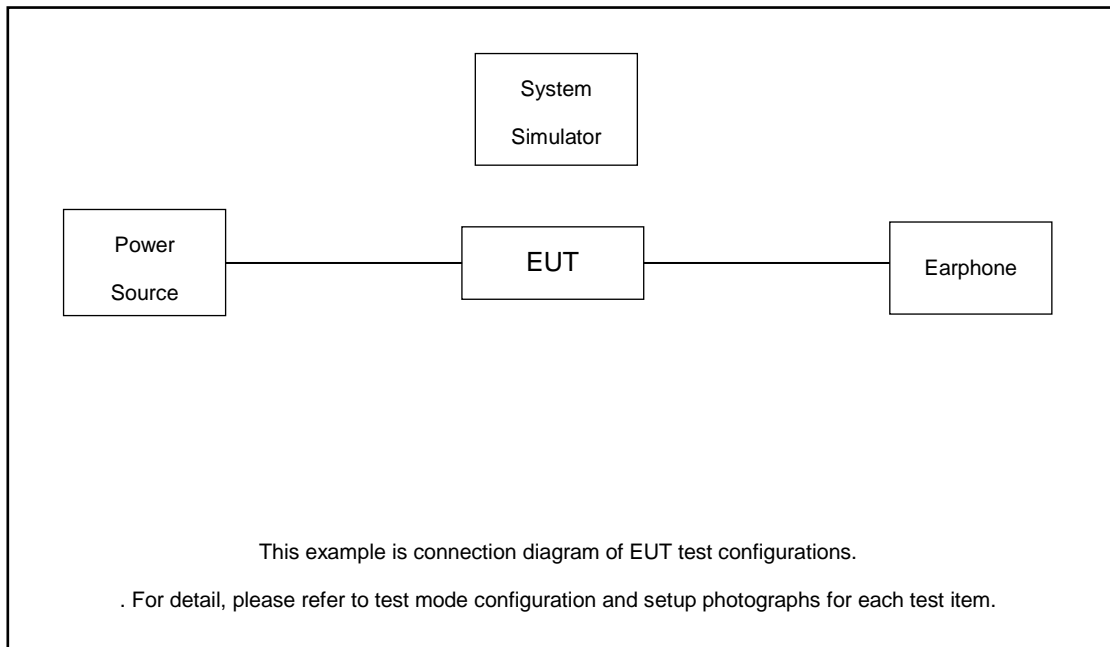 System
Simulator
Power
Source
EUT
Earphone
This example is connection diagram of EUT test configurations.
. For detail, please refer to test mode configuration and setup photographs for each test item.